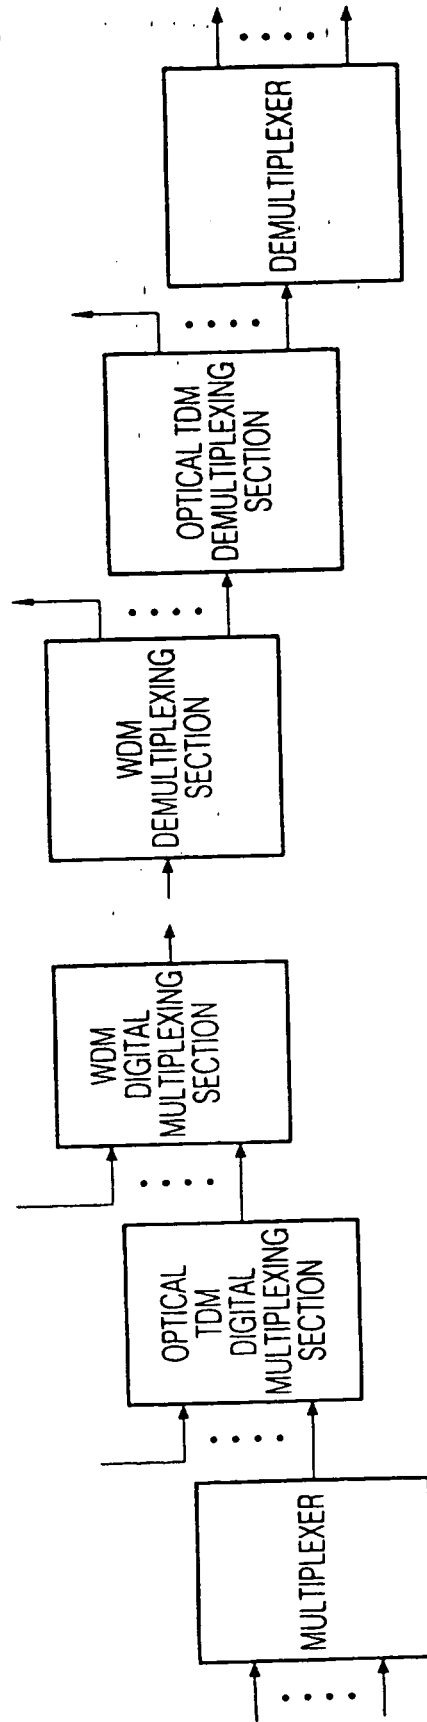 MULTIPLEXER
OPTICAL
TDM
DIGITAL
MULTIPLEXING
SECTION
WDM
DIGITAL
MULTIPLEXING
SECTION
WDM
DEMULTIPLEXING
SECTION
OPTICAL TDM
DEMULTIPLEXING
SECTION
DEMULTIPLEXER